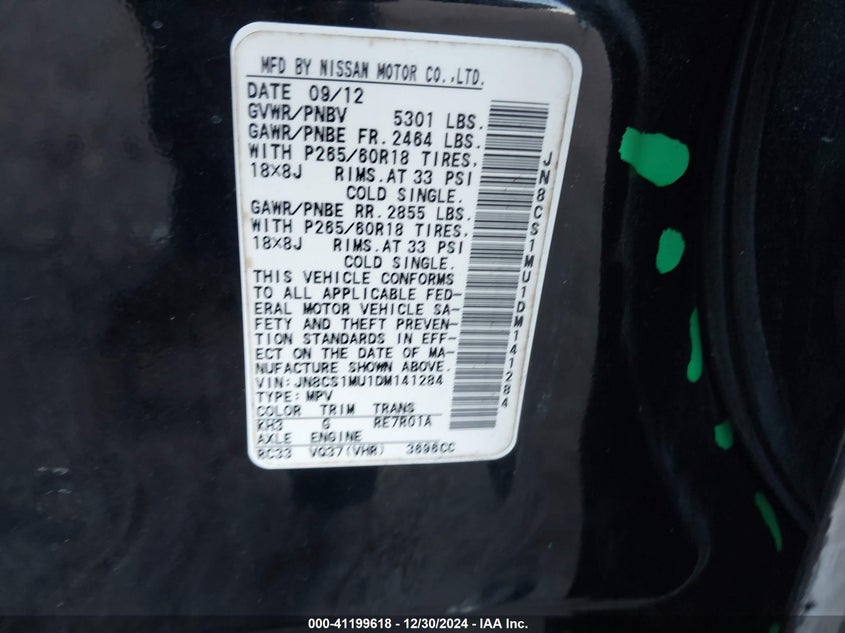 MFD BY NISSAN MOTOR CO.,LTD.
DATE 09/12
GVWR/PNBV 5301 LBS.
GAWR/PNBE FR. 2464 LBS.
WITH P265/60R18 TIRES,
18X8J RIMS.AT 33 PSI
COLD SINGLE.
GAWR/PNBE RR. 2855 LBS.
WITH P265/60R18 TIRES,
18X8J RIMS.AT 33 PSI
COLD SINGLE.
THIS VEHICLE CONFORMS
TO ALL APPLICABLE FED-
ERAL MOTOR VEHICLE SA-
FETY AND THEFT PREVEN-
TION STANDARDS IN EFF-
ECT ON THE DATE OF MA-
NUFACTURE SHOWN ABOVE.
VIN:JN8CS1MU1DM141284
TYPE: MPV
COLOR TRIM TRANS
KH3 G RE7R01A
AXLE ENGINE
RC33 VQ37(VHR) 3696CC
JN8CS1MU1DM141284
000-41199618 - 12/30/2024 - IAA Inc.